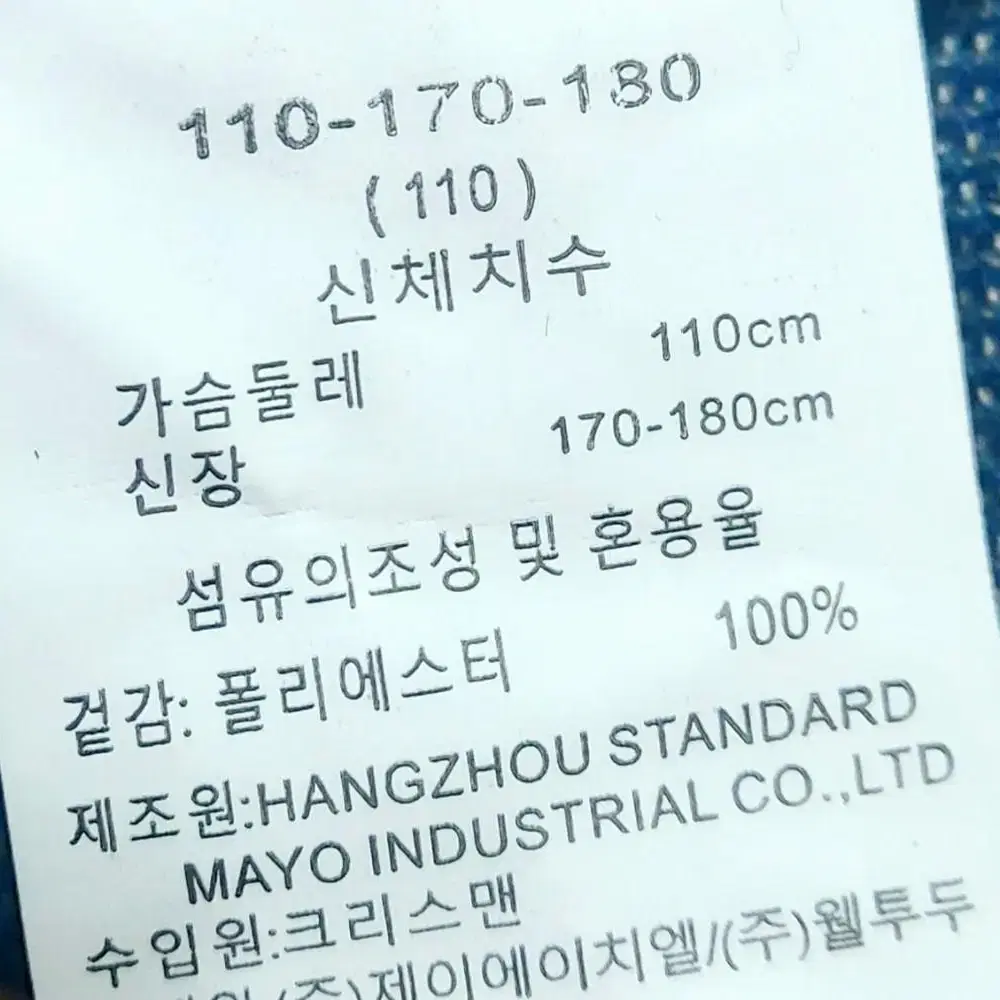 110-170-180
(110)
신체치수
가슴둘레 110cm
신장 170-180cm
섬유의조성 및 혼용율
겉감: 폴리에스터 100%
제조원:HANGZHOU STANDARD
MAYO INDUSTRIAL CO.,LTD
수입원:크리스맨
(주)제이에이치엘/(주)웰투두